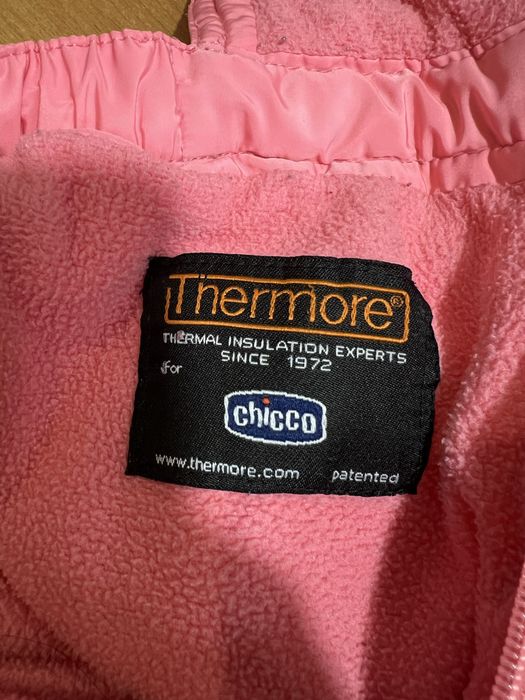 Thermore®
THERMAL INSULATION EXPERTS
SINCE 1972
For
chicco
www.thermore.com patented